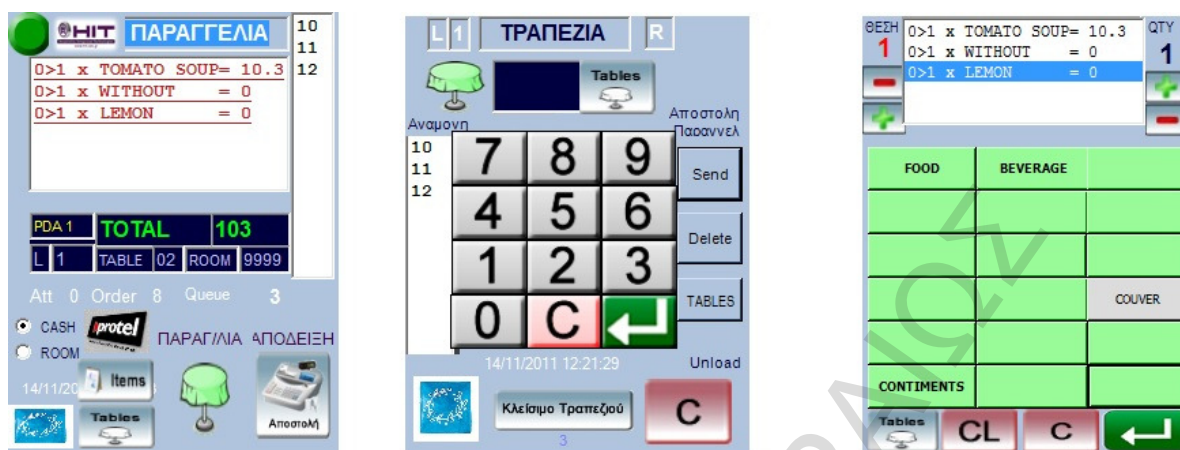 HIT
ΠΑΡΑΓΓΕΛΙΑ
10
11
12
0>1 x TOMATO SOUP= 10.3
0>1 x WITHOUT = 0
0>1 x LEMON = 0
PDA 1 TOTAL 103
L 1 TABLE 02 ROOM 9999
Att 0 Order 8 Queue 3
CASH
ROOM
protel
ΠΑΡΑΓ/ΛΙΑ ΑΠΟΔΕΙΞΗ
14/11/20
Items
Tables
Αποστολή
L 1 ΤΡΑΠΕΖΙΑ R
Tables
Αναμονη
Αποστολη
Παραγγελ
10
11
12
7 8 9
4 5 6
1 2 3
0 C
Send
Delete
TABLES
14/11/2011 12:21:29
Unload
Κλείσιμο Τραπεζιού
3
C
ΘΕΣΗ
1
0>1 x TOMATO SOUP= 10.3
0>1 x WITHOUT = 0
0>1 x LEMON = 0
QTY
1
FOOD BEVERAGE
COUVER
CONTIMENTS
Tables
CL C
ΡΑΙΩΣ